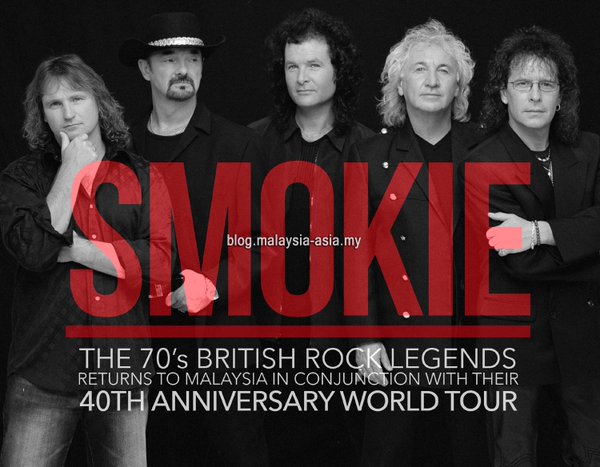 SMOKIE
blog.malaysia-asia.my
THE 70's BRITISH ROCK LEGENDS
RETURNS TO MALAYSIA IN CONJUNCTION WITH THEIR
40TH ANNIVERSARY WORLD TOUR